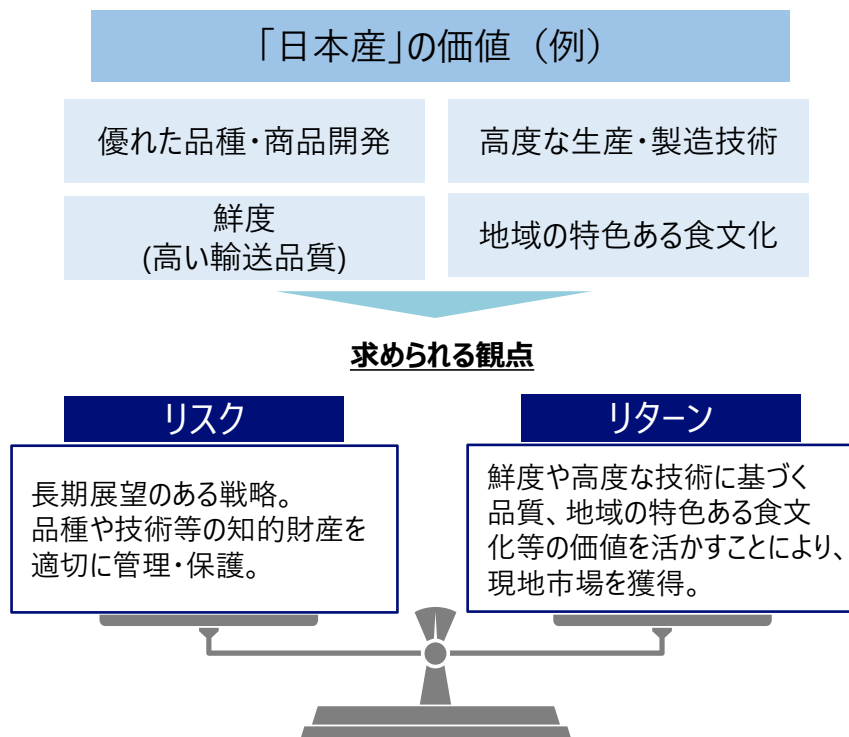 「日本産」の価値（例）
優れた品種・商品開発
高度な生産・製造技術
鮮度
(高い輸送品質)
地域の特色ある食文化
求められる観点
リスク
長期展望のある戦略。
品種や技術等の知的財産を
適切に管理・保護。
リターン
鮮度や高度な技術に基づく
品質、地域の特色ある食文
化等の価値を活かすことにより、
現地市場を獲得。